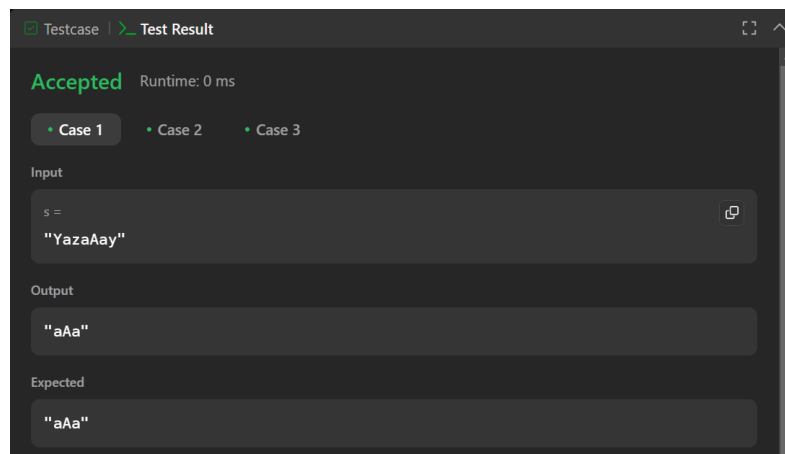 Testcase | >_ Test Result
Accepted Runtime: 0 ms
• Case 1 • Case 2 • Case 3
Input
s =
"YazaAay"
Output
"aAa"
Expected
"aAa"